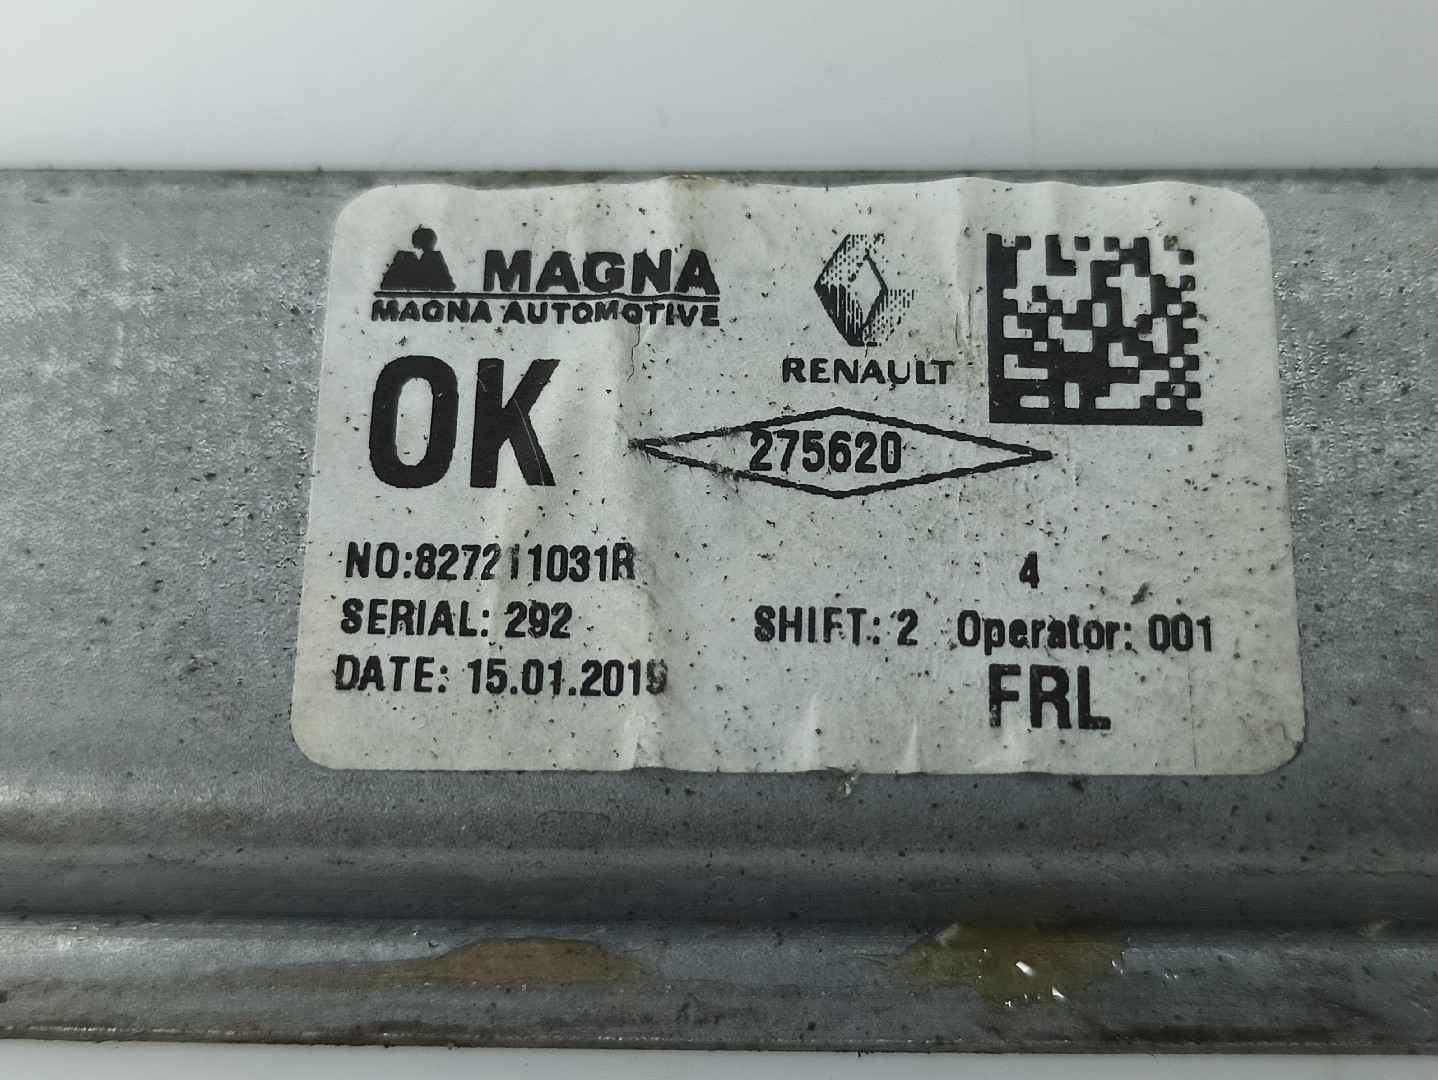 MAGNA
MAGNA AUTOMOTIVE
RENAULT
OK
275620
NO:827211031R
4
SERIAL: 292
SHIFT: 2 Operator: 001
DATE: 15.01.2019
FRL